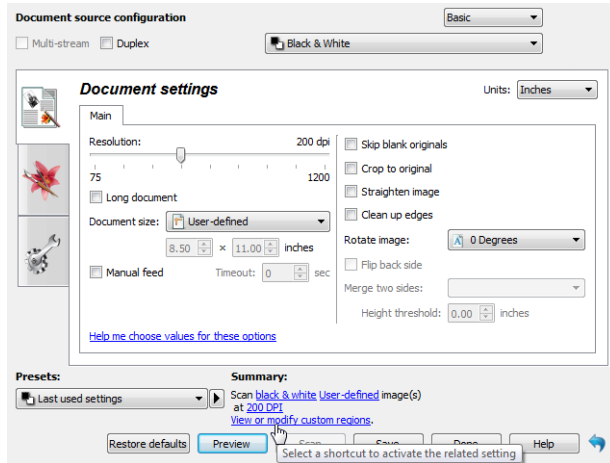 Document source configuration
Basic
Multi-stream
Duplex
Black & White
Document settings
Units: Inches
Main
Resolution: 200 dpi
75 1200
Long document
Document size: User-defined
8.50 × 11.00 inches
Manual feed Timeout: 0 sec
Help me choose values for these options
Skip blank originals
Crop to original
Straighten image
Clean up edges
Rotate image: 0 Degrees
Flip back side
Merge two sides:
Height threshold: 0.00 inches
Presets:
Last used settings
Summary:
Scan black & white User-defined image(s)
at 200 DPI
View or modify custom regions.
Restore defaults Preview Scan Save Done Help
Select a shortcut to activate the related setting